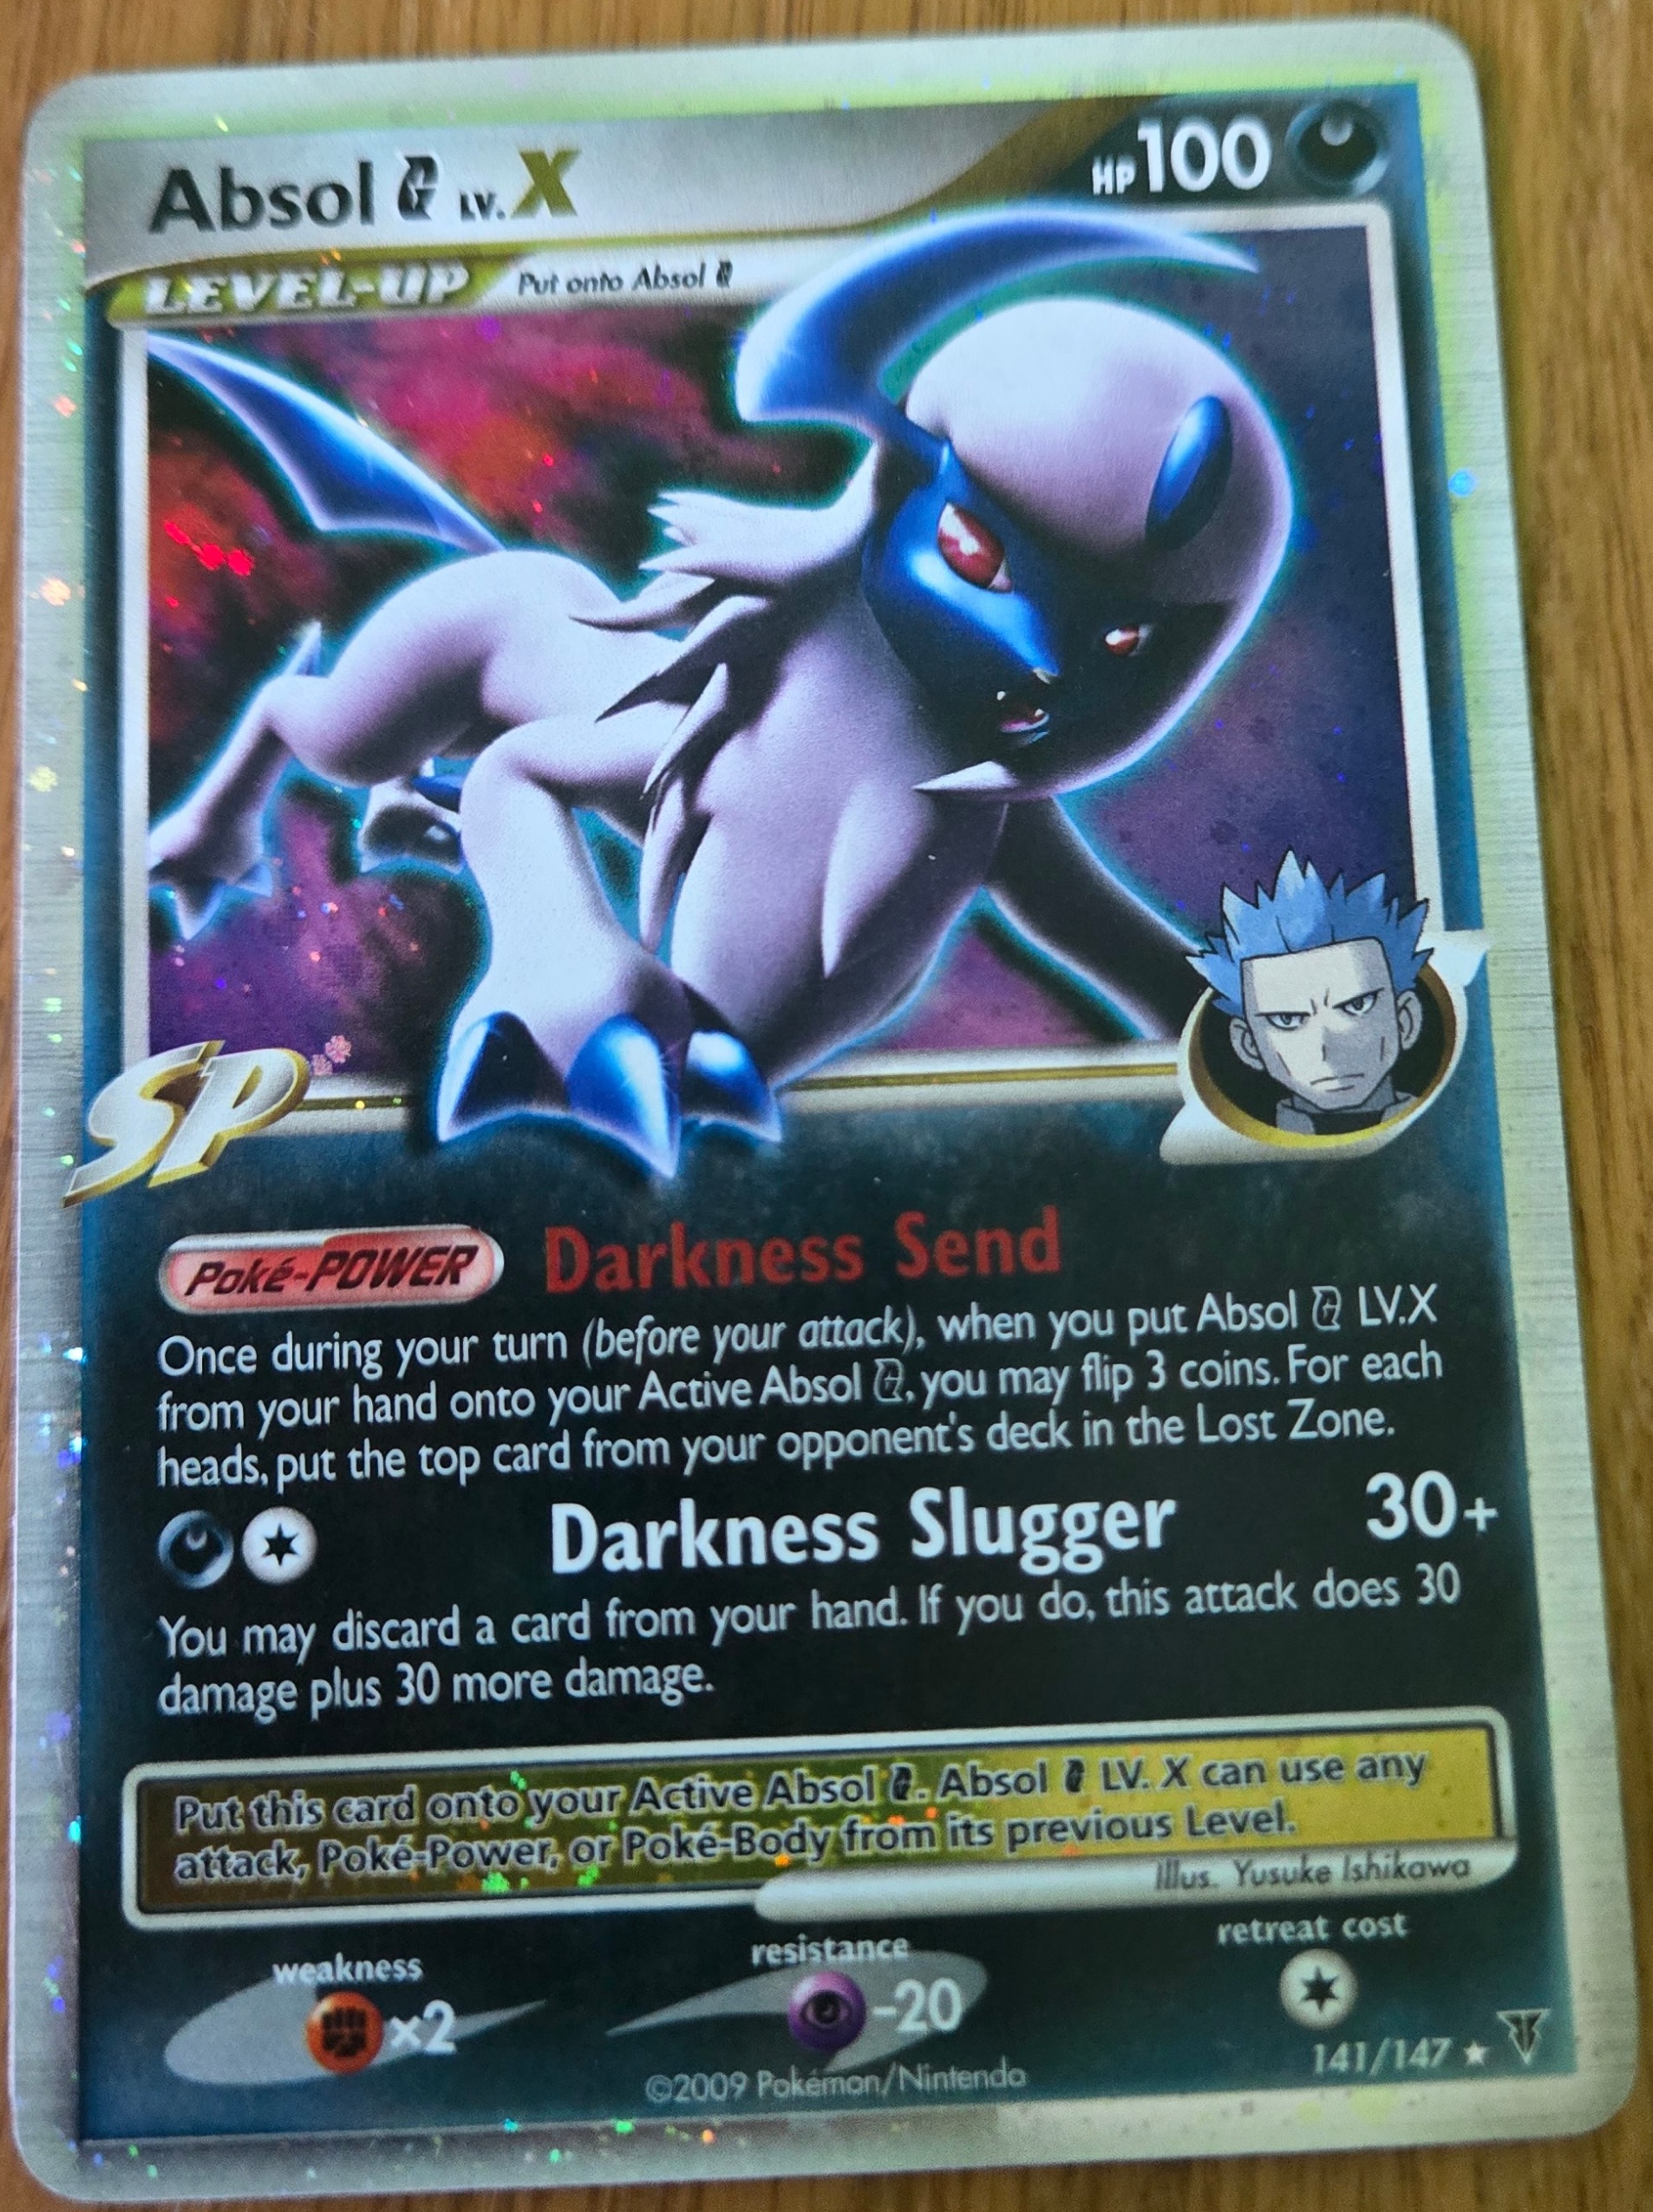 Absol G LV.X
HP100
LEVEL-UP Put onto Absol G
SP
Poké-POWER Darkness Send
Once during your turn (before your attack), when you put Absol G LV.X
from your hand onto your Active Absol G, you may flip 3 coins. For each
heads, put the top card from your opponent's deck in the Lost Zone.
Darkness Slugger 30+
You may discard a card from your hand. If you do, this attack does 30
damage plus 30 more damage.
Put this card onto your Active Absol G. Absol G LV. X can use any
attack, Poké-Power, or Poké-Body from its previous Level.
Illus. Yusuke Ishikawa
weakness resistance retreat cost
×2 -20
141/147
©2009 Pokémon/Nintendo